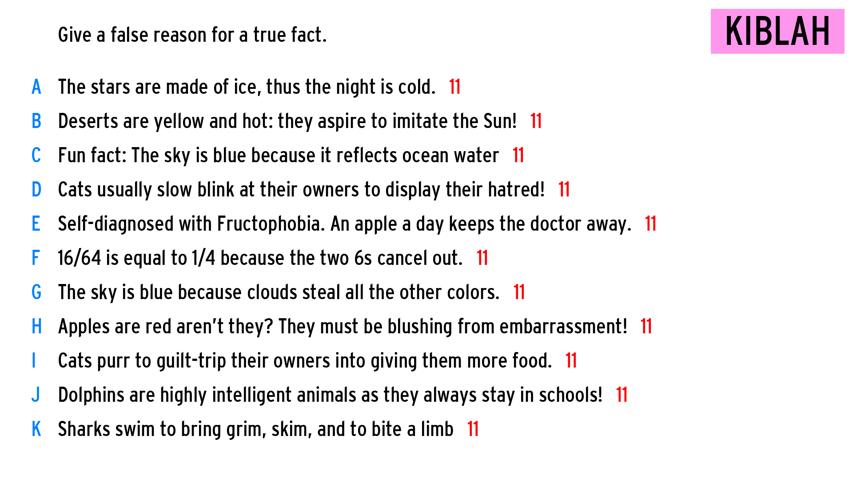 Give a false reason for a true fact.
KIBLAH
A The stars are made of ice, thus the night is cold. 11
B Deserts are yellow and hot: they aspire to imitate the Sun! 11
C Fun fact: The sky is blue because it reflects ocean water 11
D Cats usually slow blink at their owners to display their hatred! 11
E Self-diagnosed with Fructophobia. An apple a day keeps the doctor away. 11
F 16/64 is equal to 1/4 because the two 6s cancel out. 11
G The sky is blue because clouds steal all the other colors. 11
H Apples are red aren't they? They must be blushing from embarrassment! 11
I Cats purr to guilt-trip their owners into giving them more food. 11
J Dolphins are highly intelligent animals as they always stay in schools! 11
K Sharks swim to bring grim, skim, and to bite a limb 11